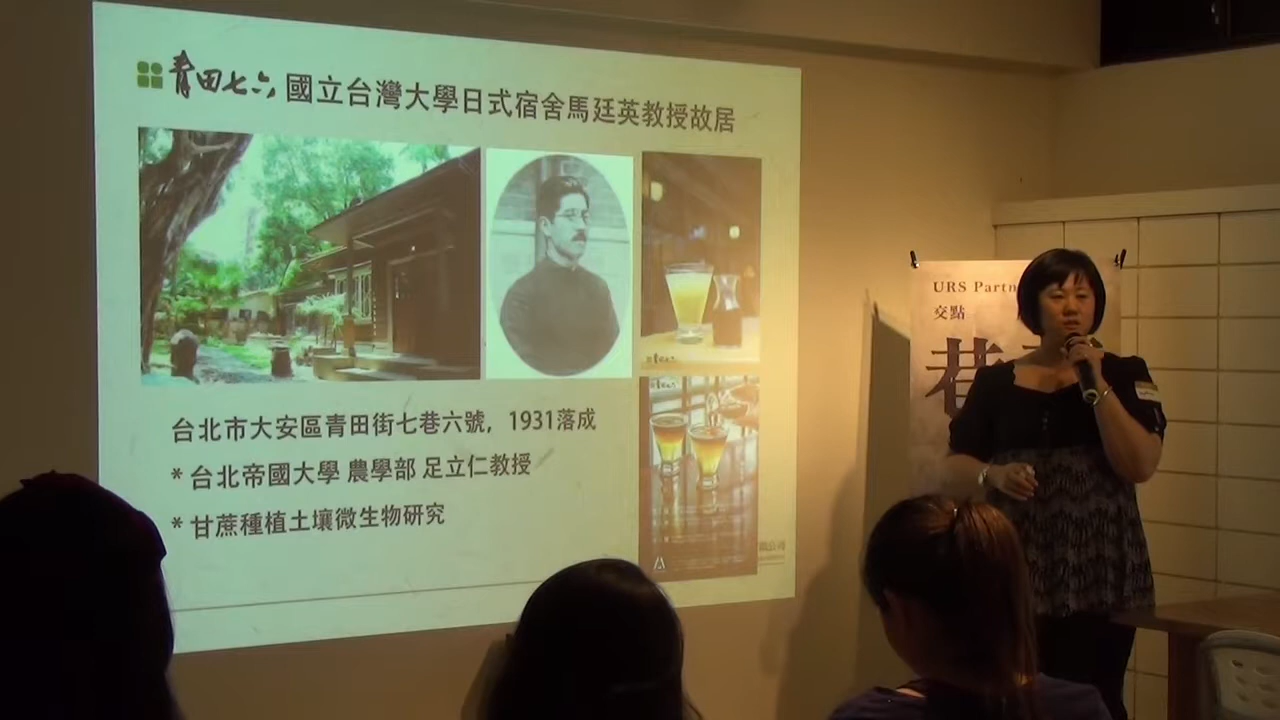 青田七六 國立台灣大學日式宿舍馬廷英教授故居
台北市大安區青田街七巷六號，1931落成
* 台北帝國大學 農學部 足立仁教授
* 甘蔗種植土壤微生物研究
URS Partn
交點
巷